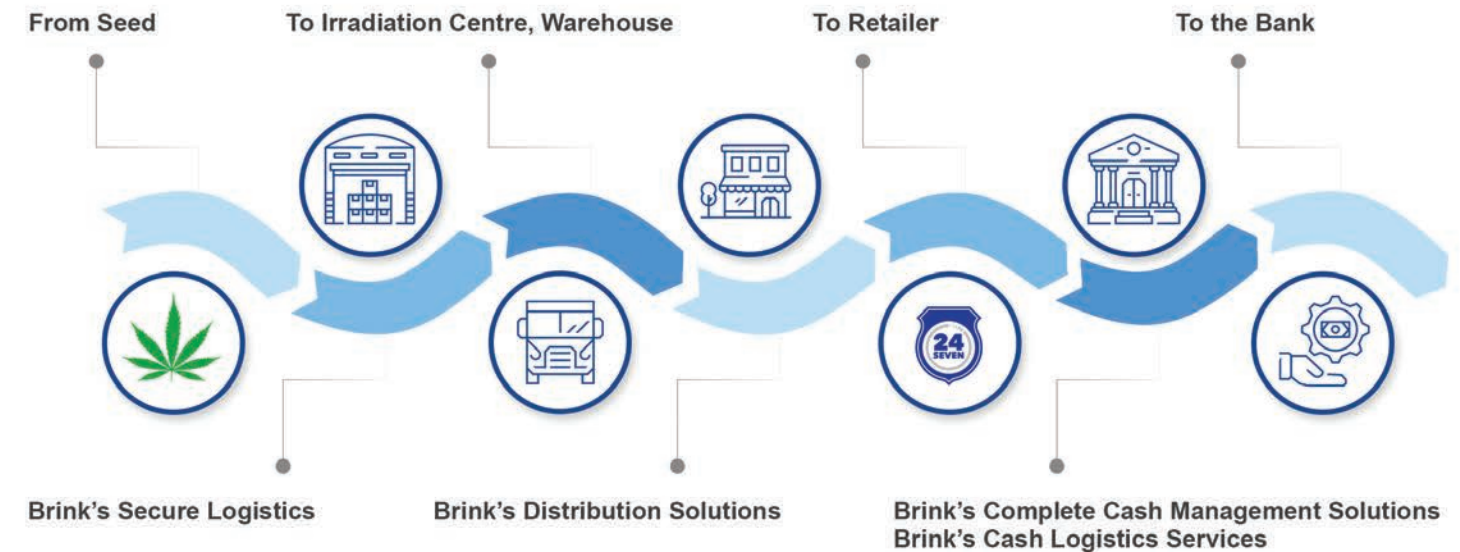 From Seed
To Irradiation Centre, Warehouse
To Retailer
To the Bank
24
SEVEN
Brink’s Secure Logistics
Brink’s Distribution Solutions
Brink’s Complete Cash Management Solutions
Brink’s Cash Logistics Services